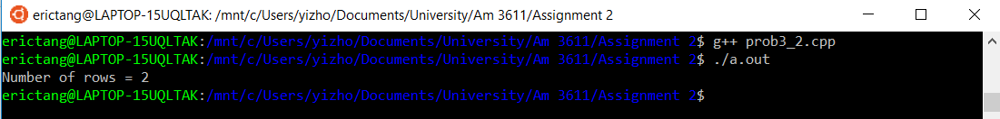 erictang@LAPTOP-15UQLTAK: /mnt/c/Users/yizho/Documents/University/Am 3611/Assignment 2
erictang@LAPTOP-15UQLTAK:/mnt/c/Users/yizho/Documents/University/Am 3611/Assignment 2$ g++ prob3_2.cpp
erictang@LAPTOP-15UQLTAK:/mnt/c/Users/yizho/Documents/University/Am 3611/Assignment 2$ ./a.out
Number of rows = 2
erictang@LAPTOP-15UQLTAK:/mnt/c/Users/yizho/Documents/University/Am 3611/Assignment 2$